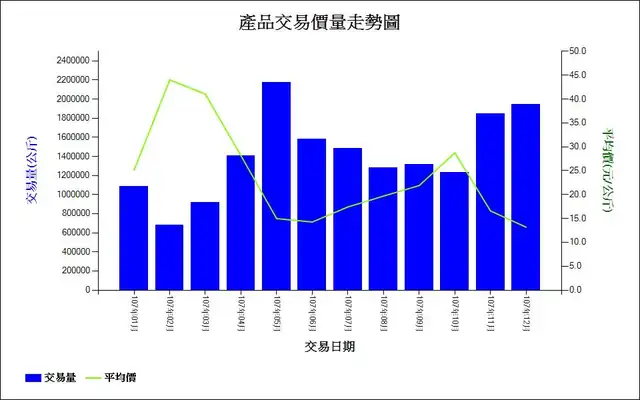 產品交易價量走勢圖
交易量(公斤)
2400000
2200000
2000000
1800000
1600000
1400000
1200000
1000000
800000
600000
400000
200000
0
平均價(元/公斤)
50.0
45.0
40.0
35.0
30.0
25.0
20.0
15.0
10.0
5.0
0.0
107年01月
107年02月
107年03月
107年04月
107年05月
107年06月
107年07月
107年08月
107年09月
107年10月
107年11月
107年12月
交易日期
交易量 平均價